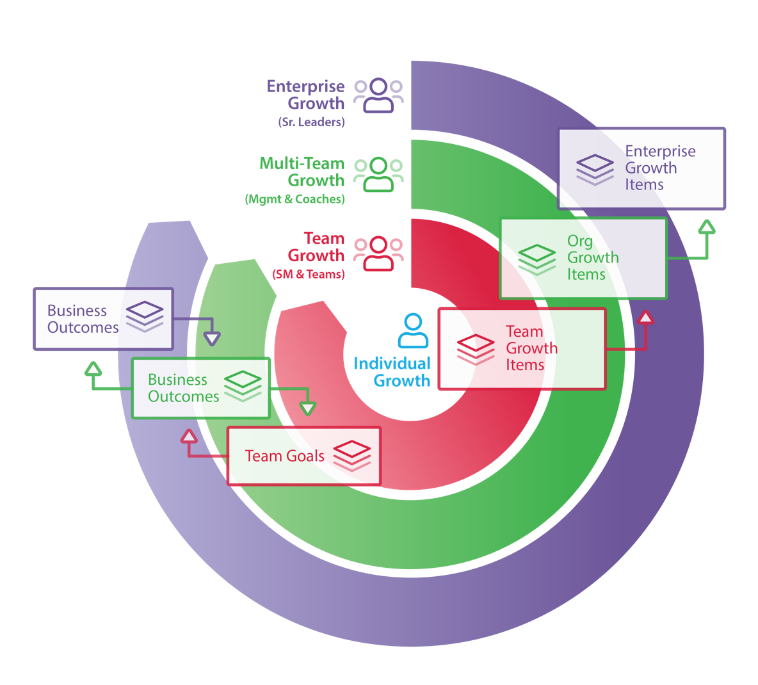 Enterprise
Growth
(Sr. Leaders)
Multi-Team
Growth
(Mgmt & Coaches)
Team
Growth
(SM & Teams)
Individual
Growth
Enterprise
Growth
Items
Org
Growth
Items
Team
Growth
Items
Business
Outcomes
Business
Outcomes
Team Goals